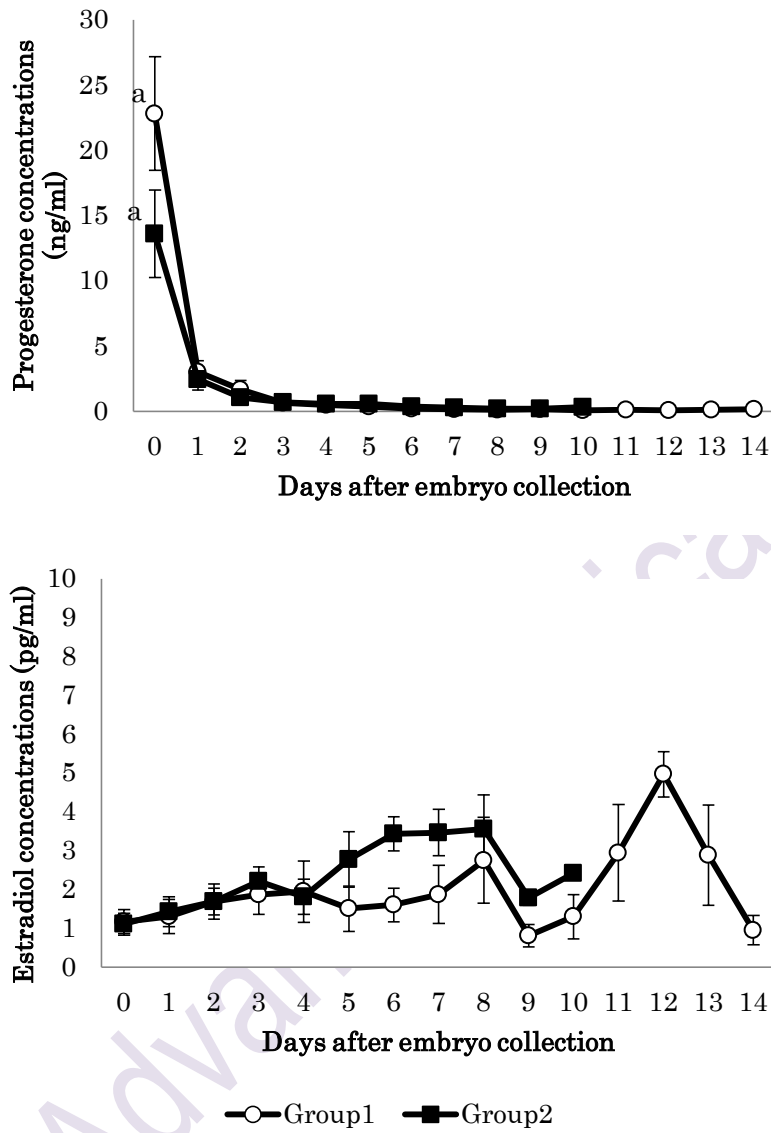 30
25
20
15
10
5
0
a
a
Progesterone concentrations
(ng/ml)
0 1 2 3 4 5 6 7 8 9 10 11 12 13 14
Days after embryo collection
10
9
8
7
6
5
4
3
2
1
0
Estradiol concentrations (pg/ml)
0 1 2 3 4 5 6 7 8 9 10 11 12 13 14
Days after embryo collection
Group1 Group2